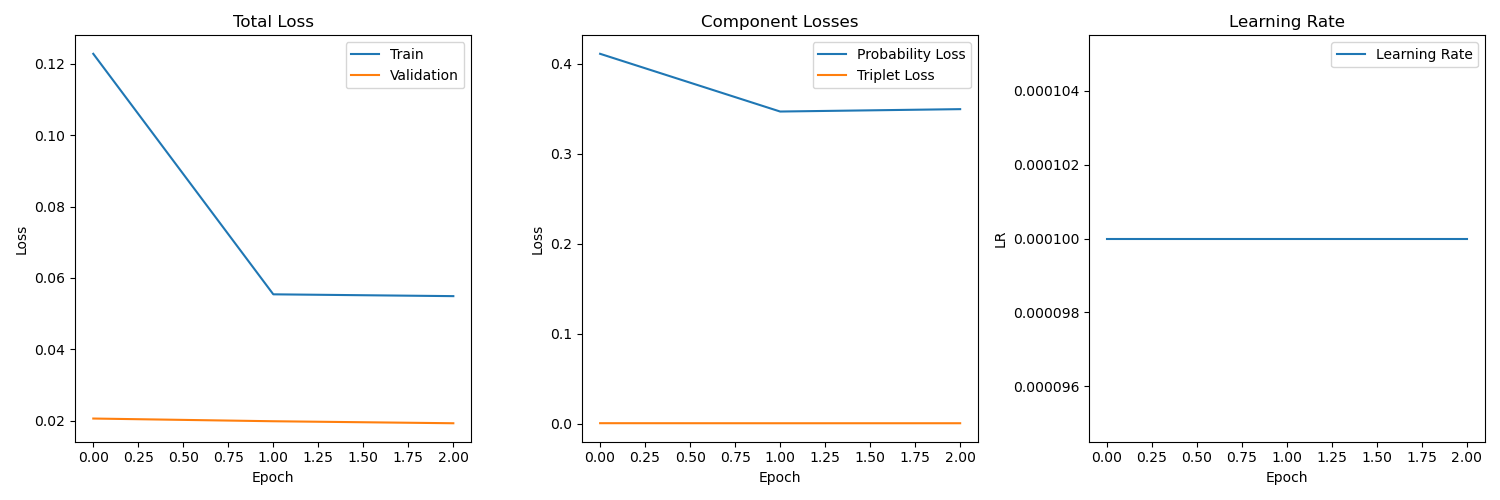 Total Loss
Train
Validation
0.12
0.10
0.08
0.06
0.04
0.02
Loss
0.00 0.25 0.50 0.75 1.00 1.25 1.50 1.75 2.00
Epoch
Component Losses
Probability Loss
Triplet Loss
0.4
0.3
0.2
0.1
0.0
Loss
0.00 0.25 0.50 0.75 1.00 1.25 1.50 1.75 2.00
Epoch
Learning Rate
Learning Rate
0.000104
0.000102
0.000100
0.000098
0.000096
LR
0.00 0.25 0.50 0.75 1.00 1.25 1.50 1.75 2.00
Epoch